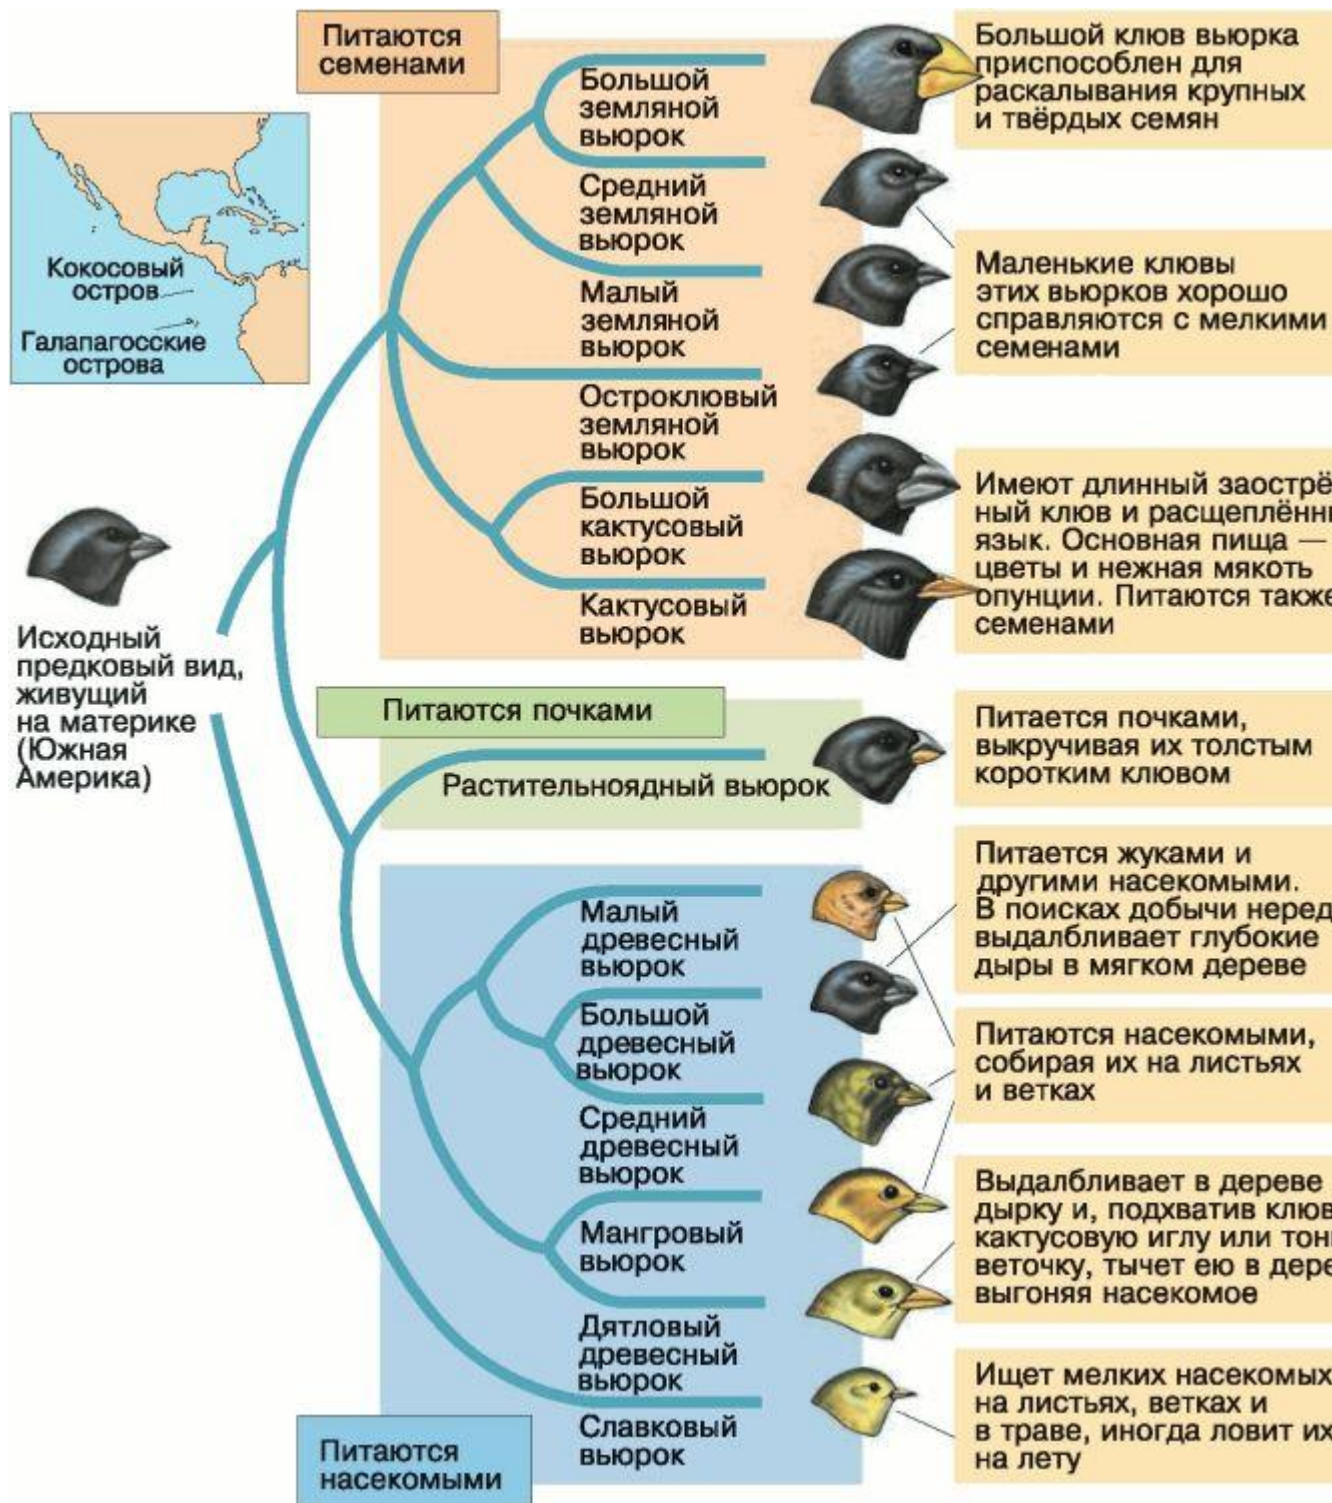 Питаются
семенами
Большой
земляной
вьюрок
Средний
земляной
вьюрок
Малый
земляной
вьюрок
Остроклювый
земляной
вьюрок
Большой
кактусовый
вьюрок
Кактусовый
вьюрок
Большой клюв вьюрка
приспособлен для
раскалывания крупных
и твёрдых семян
Маленькие клювы
этих вьюрков хорошо
справляются с мелкими
семенами
Имеют длинный заострё
ный клюв и расщеплённ
язык. Основная пища —
цветы и нежная мякоть
опунции. Питаются также
семенами
Кокосовый
остров
Галапагосские
острова
Исходный
предковый вид,
живущий
на материке
(Южная
Америка)
Питаются почками
Растительноядный вьюрок
Питается почками,
выкручивая их толстым
коротким клювом
Малый
древесный
вьюрок
Большой
древесный
вьюрок
Средний
древесный
вьюрок
Мангровый
вьюрок
Дятловый
древесный
вьюрок
Славковый
вьюрок
Питается жуками и
другими насекомыми.
В поисках добычи неред
выдалбливает глубокие
дыры в мягком дереве
Питаются насекомыми,
собирая их на листьях
и ветках
Выдалбливает в дереве
дырку и, подхватив клюв
кактусовую иглу или тон
веточку, тычет ею в дере
выгоняя насекомое
Ищет мелких насекомых
на листьях, ветках и
в траве, иногда ловит их
на лету
Питаются
насекомыми